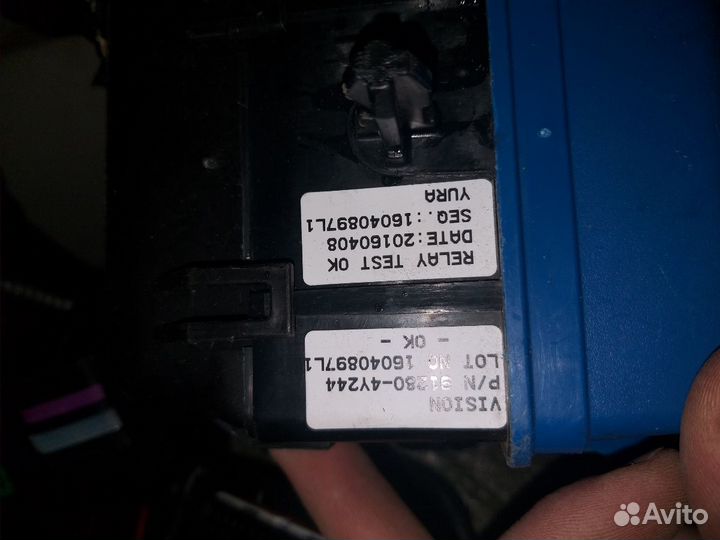 RELAY TEST OK
DATE:20160408
SEQ.:16040897L1
YURA
VISION
P/N 91280-4Y244
LOT NO 16040897L1
- OK -
Avito